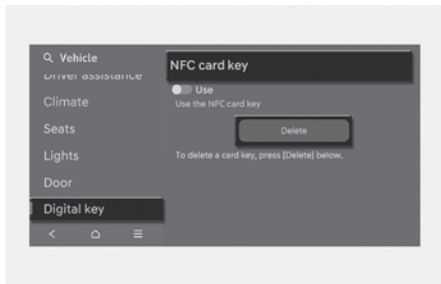 Vehicle
Driver assistance
Climate
Seats
Lights
Door
Digital key
NFC card key
Use
Use the NFC card key
Delete
To delete a card key, press [Delete] below.